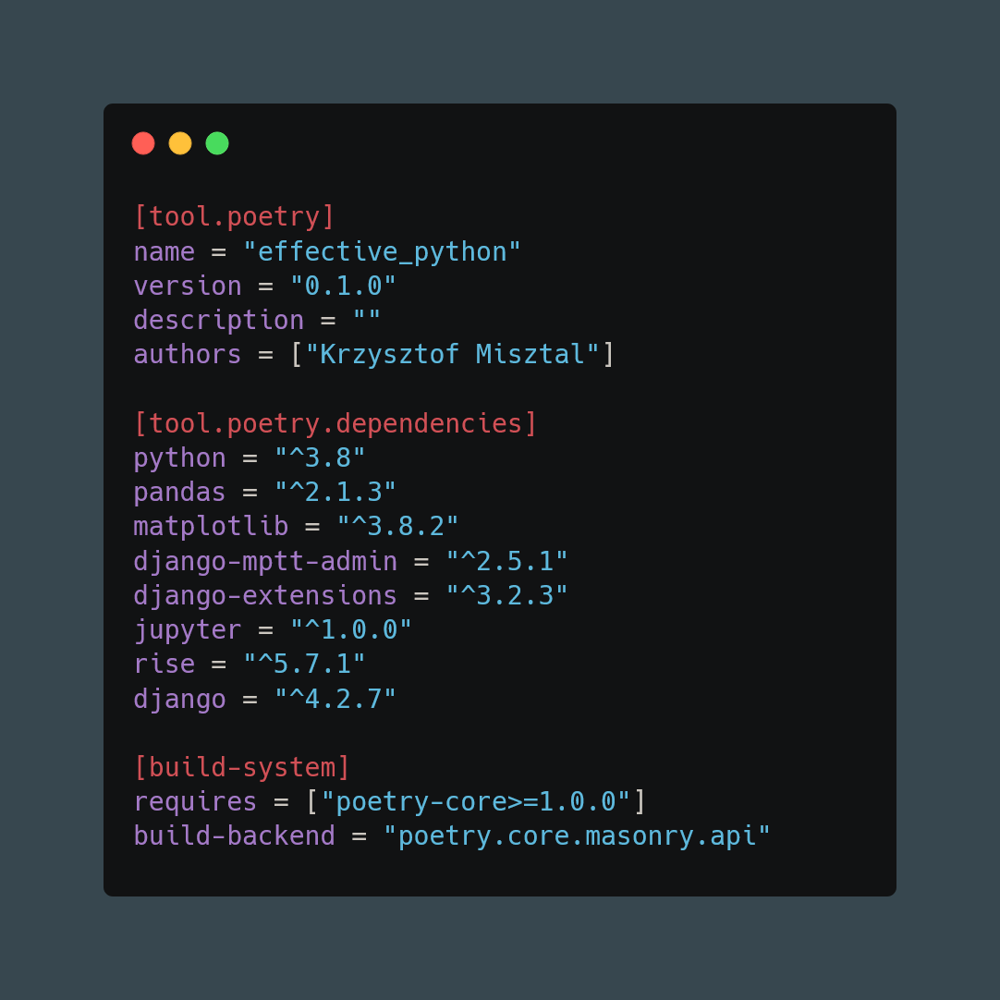 [tool.poetry]
name = "effective_python"
version = "0.1.0"
description = ""
authors = ["Krzysztof Misztal"]

[tool.poetry.dependencies]
python = "^3.8"
pandas = "^2.1.3"
matplotlib = "^3.8.2"
django-mptt-admin = "^2.5.1"
django-extensions = "^3.2.3"
jupyter = "^1.0.0"
rise = "^5.7.1"
django = "^4.2.7"

[build-system]
requires = ["poetry-core>=1.0.0"]
build-backend = "poetry.core.masonry.api"